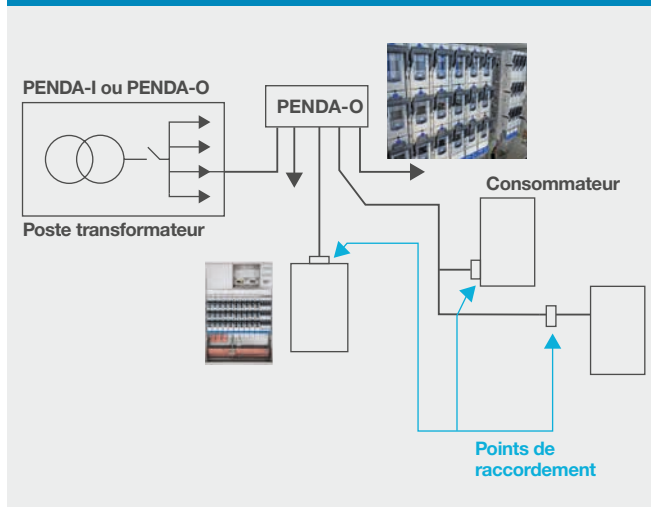 PENDA-I ou PENDA-O
PENDA-O
Poste transformateur
Consommateur
Points de
raccordement